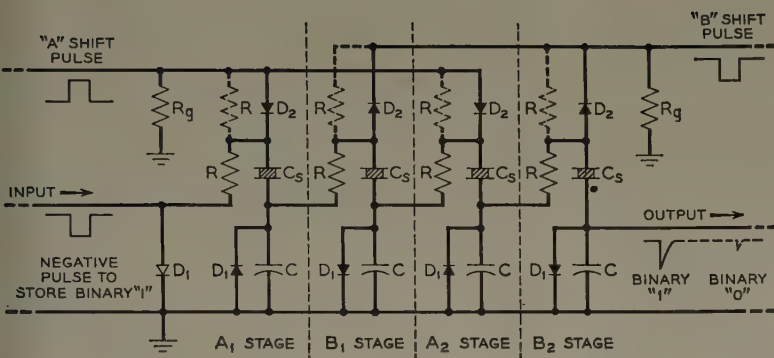 "A" SHIFT
PULSE
"B" SHIFT
PULSE
Rg
R
D2
R
D2
R
D2
R
D2
Rg
R
Cs
R
Cs
R
Cs
R
Cs
INPUT
OUTPUT
NEGATIVE
PULSE TO
STORE BINARY "1"
D1
D1
C
D1
C
D1
C
D1
C
BINARY
"1"
BINARY
"0"
A1 STAGE
B1 STAGE
A2 STAGE
B2 STAGE